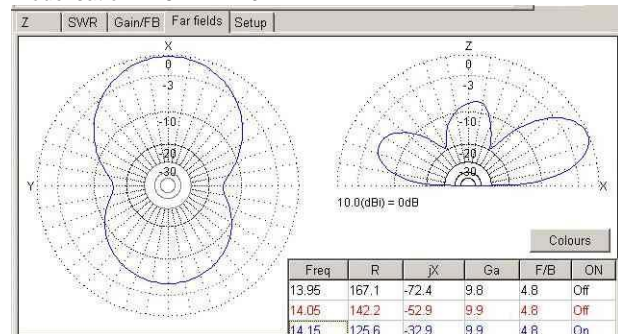 Z SWR Gain/FB Far fields Setup
X
0
-3
-10
-20
-30
Y
Z
0
-3
-10
-20
-30
X
10.0(dBi) = 0dB
Colours
Freq R jX Ga F/B ON
13.95 167.1 -72.4 9.8 4.8 Off
14.05 142.2 -52.9 9.9 4.8 Off
14.15 125.6 -32.9 9.9 4.8 On